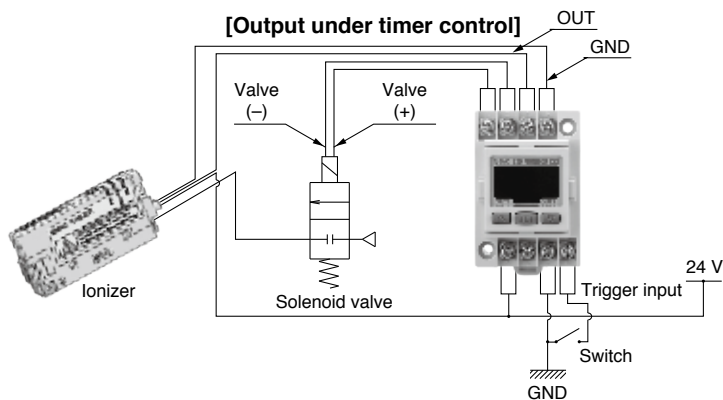 [Output under timer control]
OUT
GND
Valve
(–)
Valve
(+)
Ionizer
Solenoid valve
Trigger input
24 V
Switch
GND